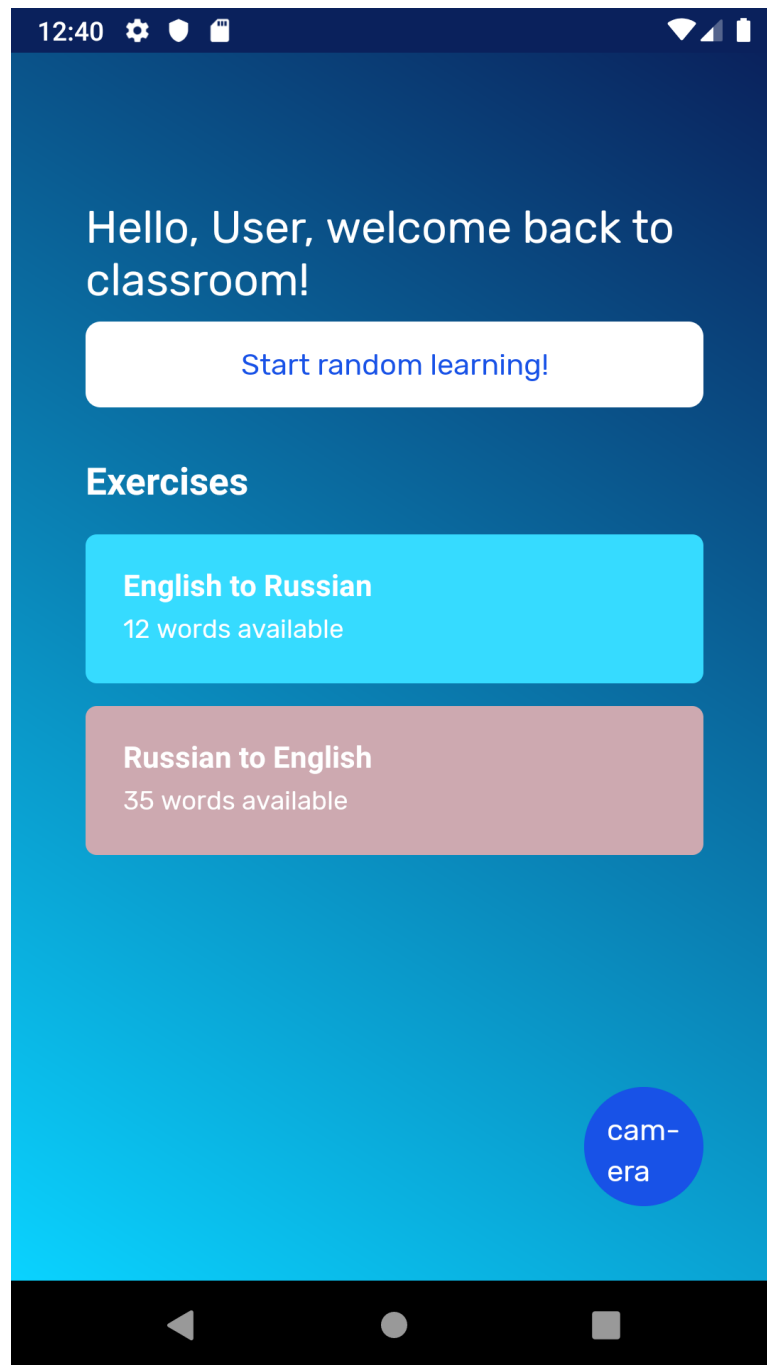 12:40
Hello, User, welcome back to
classroom!
Start random learning!
Exercises
English to Russian
12 words available
Russian to English
35 words available
cam-
era